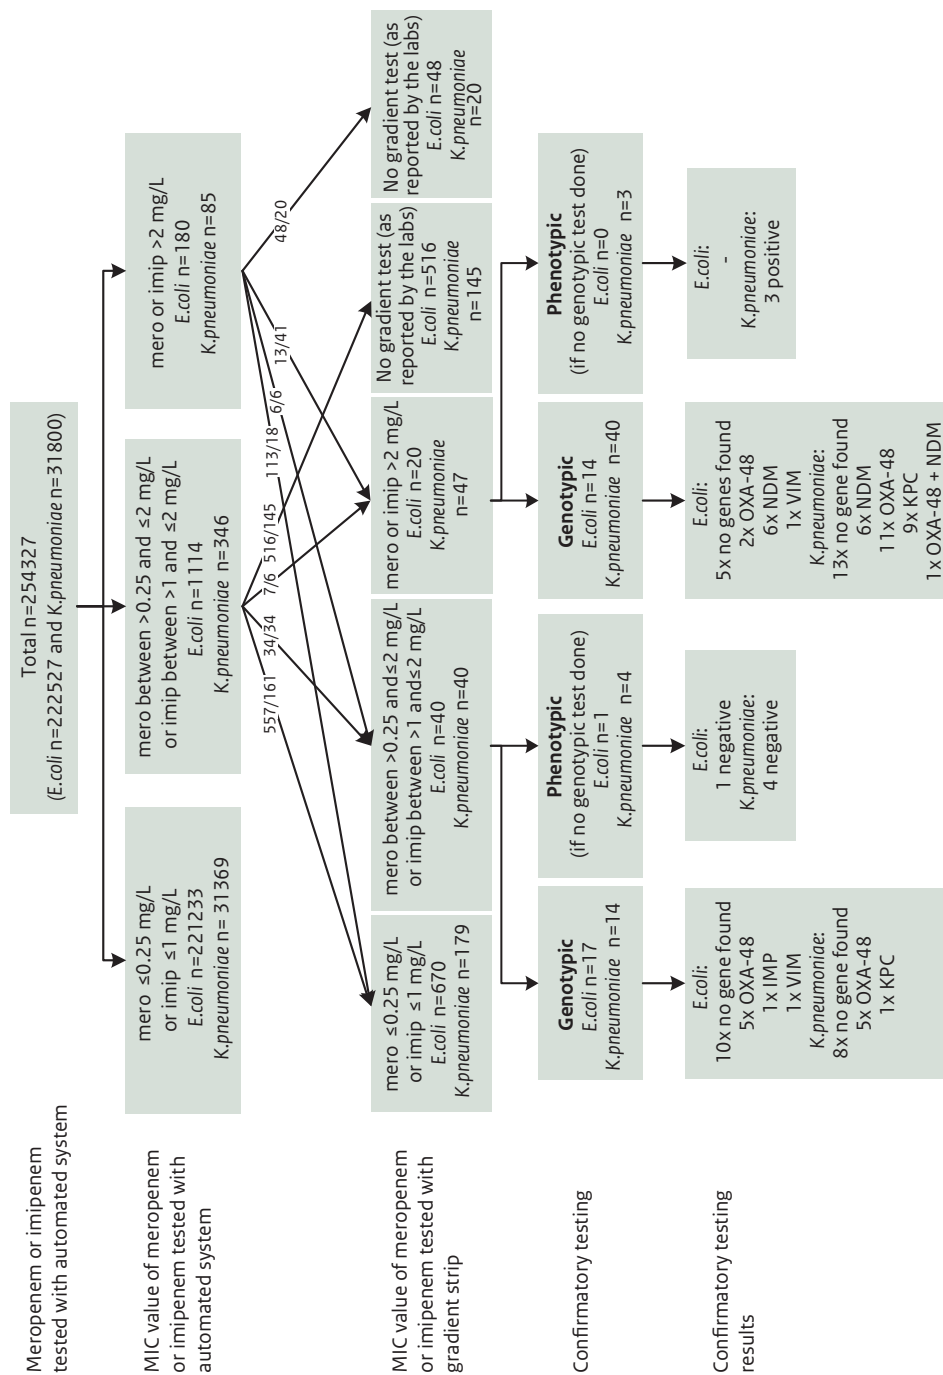 Meropenem or imipenem
tested with automated system
Total n=254327
(E.coli n=222527 and K.pneumoniae n=31800)
MIC value of meropenem
or imipenem tested with
automated system
mero ≤0.25 mg/L
or imip ≤1 mg/L
E.coli n=221233
K.pneumoniae n= 31369
mero between >0.25 and ≤2 mg/L
or imip between >1 and ≤2 mg/L
E.coli n=1114
K.pneumoniae n=346
mero or imip >2 mg/L
E.coli n=180
K.pneumoniae n=85
557/161
34/34
7/6
516/145
113/18
6/6
13/41
48/20
MIC value of meropenem
or imipenem tested with
gradient strip
mero ≤0.25 mg/L
or imip ≤1 mg/L
E.coli n=670
K.pneumoniae n=179
mero between >0.25 and≤2 mg/L
or imip between >1 and≤2 mg/L
E.coli n=40
K.pneumoniae n=40
mero or imip >2 mg/L
E.coli n=20
K.pneumoniae
n=47
No gradient test (as
reported by the labs)
E.coli n=516
K.pneumoniae
n=145
No gradient test (as
reported by the labs)
E.coli n=48
K.pneumoniae
n=20
Confirmatory testing
Genotypic
E.coli n=17
K.pneumoniae n=14
Phenotypic
(if no genotypic test done)
E.coli n=1
K.pneumoniae n=4
Genotypic
E.coli n=14
K.pneumoniae n=40
Phenotypic
(if no genotypic test done)
E.coli n=0
K.pneumoniae n=3
Confirmatory testing
results
E.coli:
10x no gene found
5x OXA-48
1x IMP
1x VIM
K.pneumoniae:
8x no gene found
5x OXA-48
1x KPC
E.coli:
1 negative
K.pneumoniae:
4 negative
E.coli:
5x no genes found
2x OXA-48
6x NDM
1x VIM
K.pneumoniae:
13x no gene found
6x NDM
11x OXA-48
9x KPC
1x OXA-48 + NDM
E.coli:
-
K.pneumoniae:
3 positive